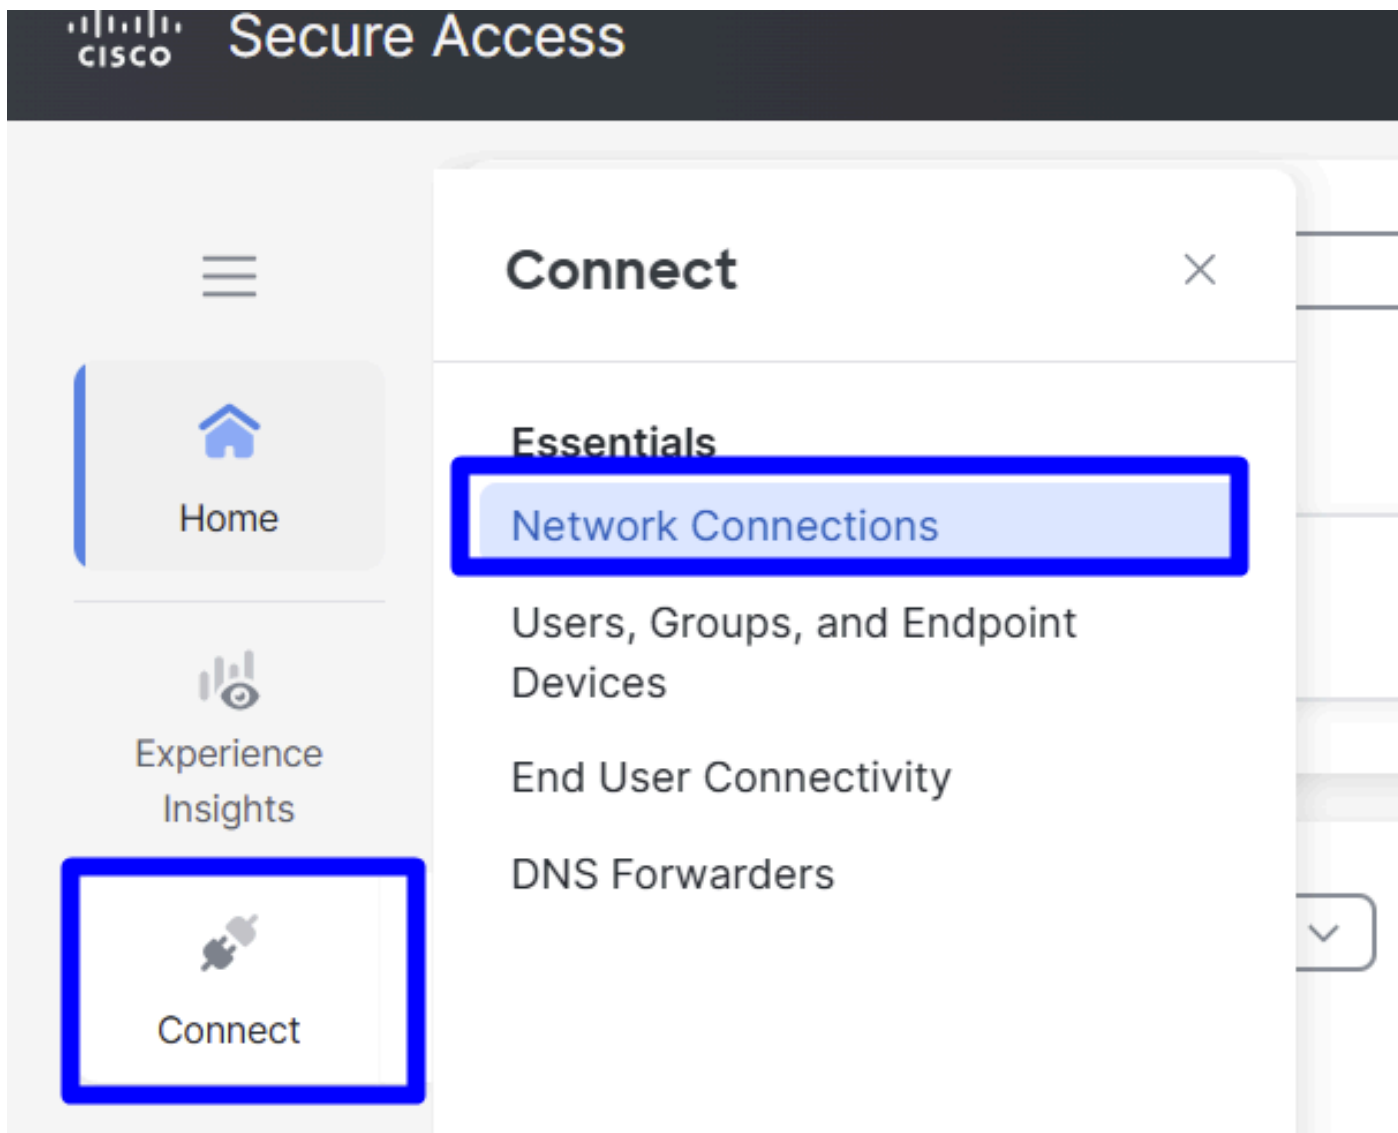 CISCO
Secure Access
Connect
Home
Experience
Insights
Connect
Essentials
Network Connections
Users, Groups, and Endpoint
Devices
End User Connectivity
DNS Forwarders